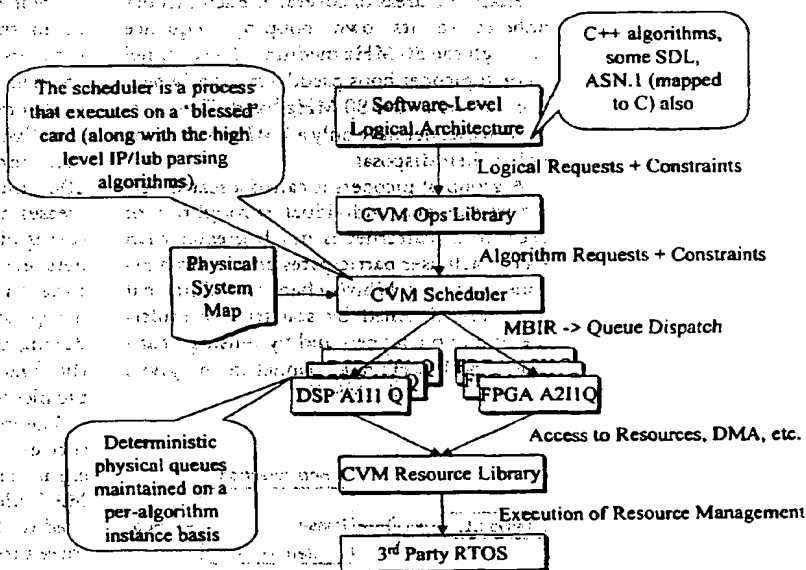 C++ algorithms,
some SDL,
ASN.1 (mapped
to C) also
The scheduler is a process
that executes on a "blessed"
card (along with the high
level IP/Iub parsing
algorithms)
Software-Level
Logical Architecture
Logical Requests + Constraints
CVM Ops Library
Algorithm Requests + Constraints
Physical
System
Map
CVM Scheduler
MBIR -> Queue Dispatch
DSP A1I1 Q
FPGA A2I1Q
Access to Resources, DMA, etc.
Deterministic
physical queues
maintained on a
per-algorithm
instance basis
CVM Resource Library
Execution of Resource Management
3rd Party RTOS